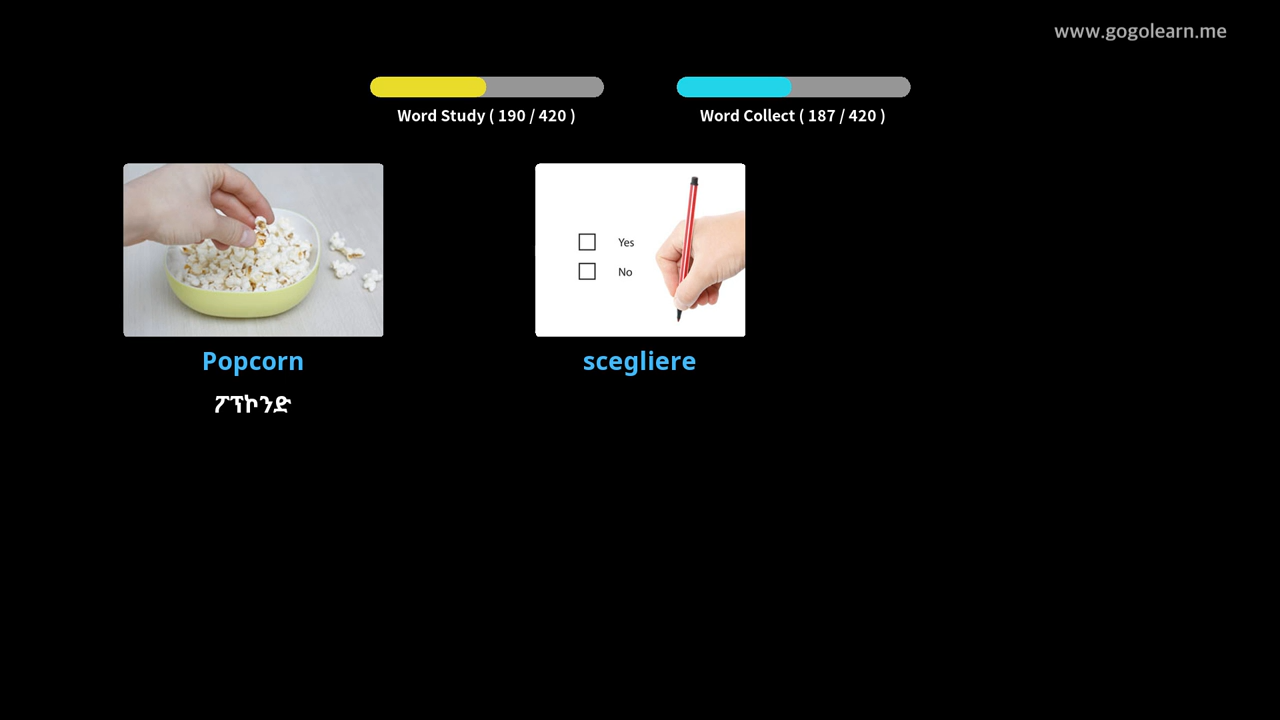 www.gogolearn.me
Word Study ( 190 / 420 )
Word Collect ( 187 / 420 )
Yes
No
Popcorn
scegliere
ፖፕኮንድ